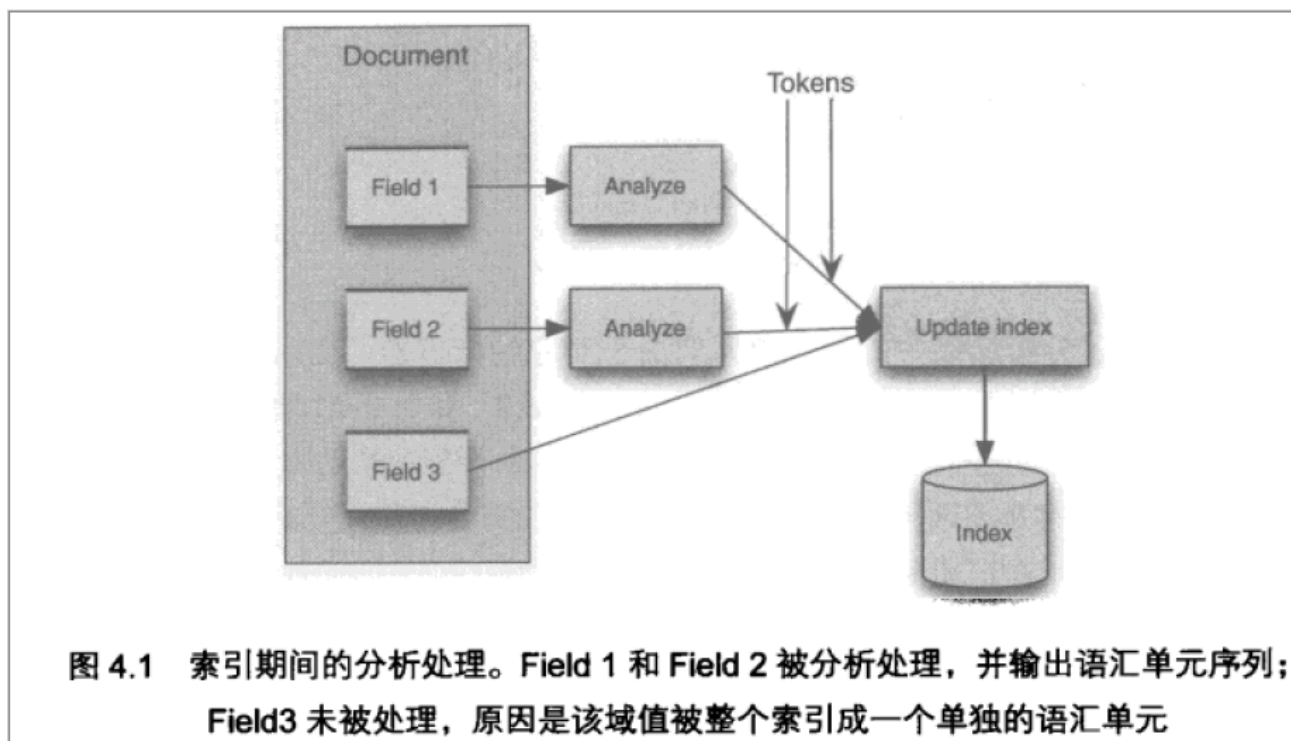 Document
Tokens
Field 1
Analyze
Field 2
Analyze
Update index
Field 3
Index
图 4.1 索引期间的分析处理。Field 1 和 Field 2 被分析处理，并输出语汇单元序列；
Field3 未被处理，原因是该域值被整个索引成一个单独的语汇单元